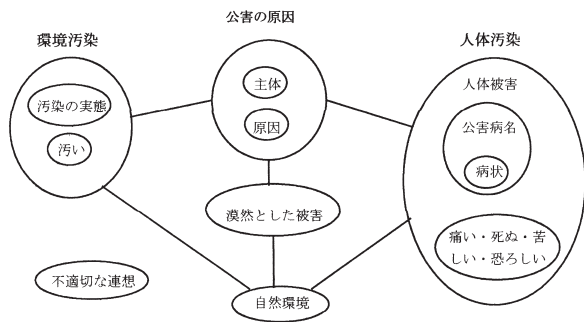 公害の原因
環境汚染
人体汚染
主体
原因
汚染の実態
汚い
人体被害
公害病名
病状
漠然とした被害
痛い・死ぬ・苦
しい・恐ろしい
不適切な連想
自然環境